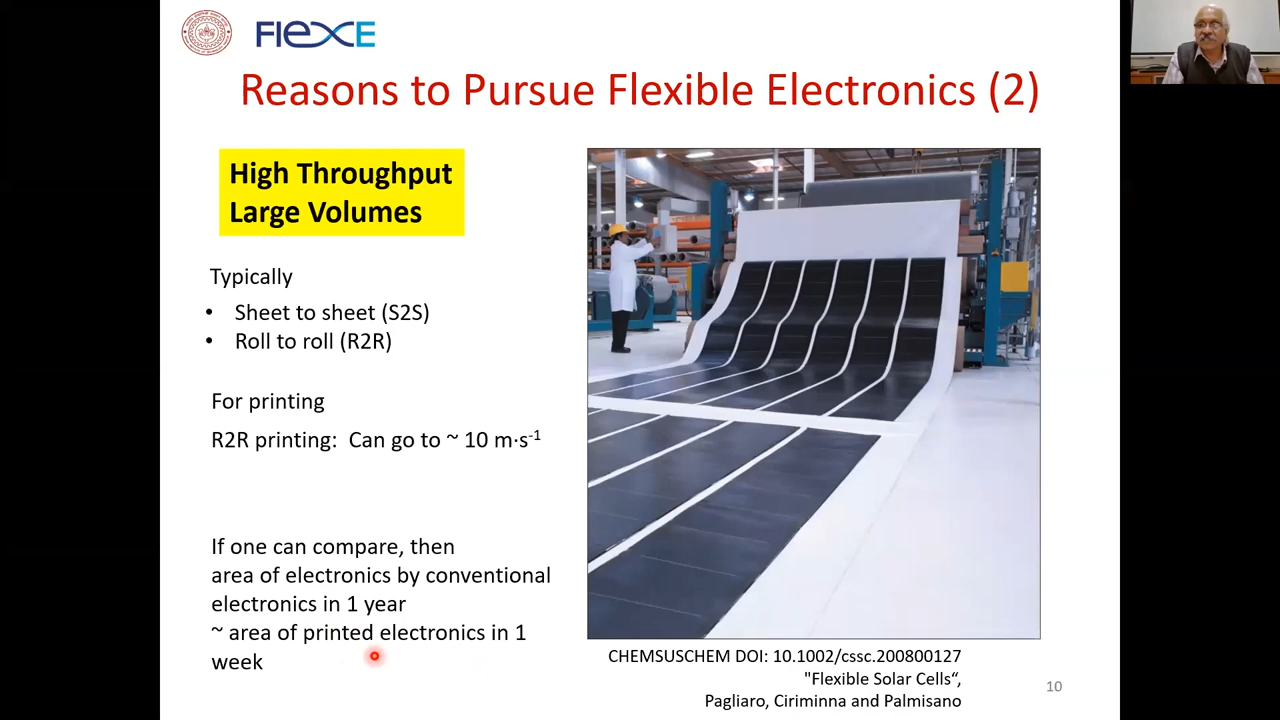 FlexE
Reasons to Pursue Flexible Electronics (2)
High Throughput
Large Volumes
Typically
• Sheet to sheet (S2S)
• Roll to roll (R2R)
For printing
R2R printing: Can go to ~ 10 m·s⁻¹
If one can compare, then
area of electronics by conventional
electronics in 1 year
~ area of printed electronics in 1
week
CHEMSUSCHEM DOI: 10.1002/cssc.200800127
"Flexible Solar Cells“,
Pagliaro, Ciriminna and Palmisano
10